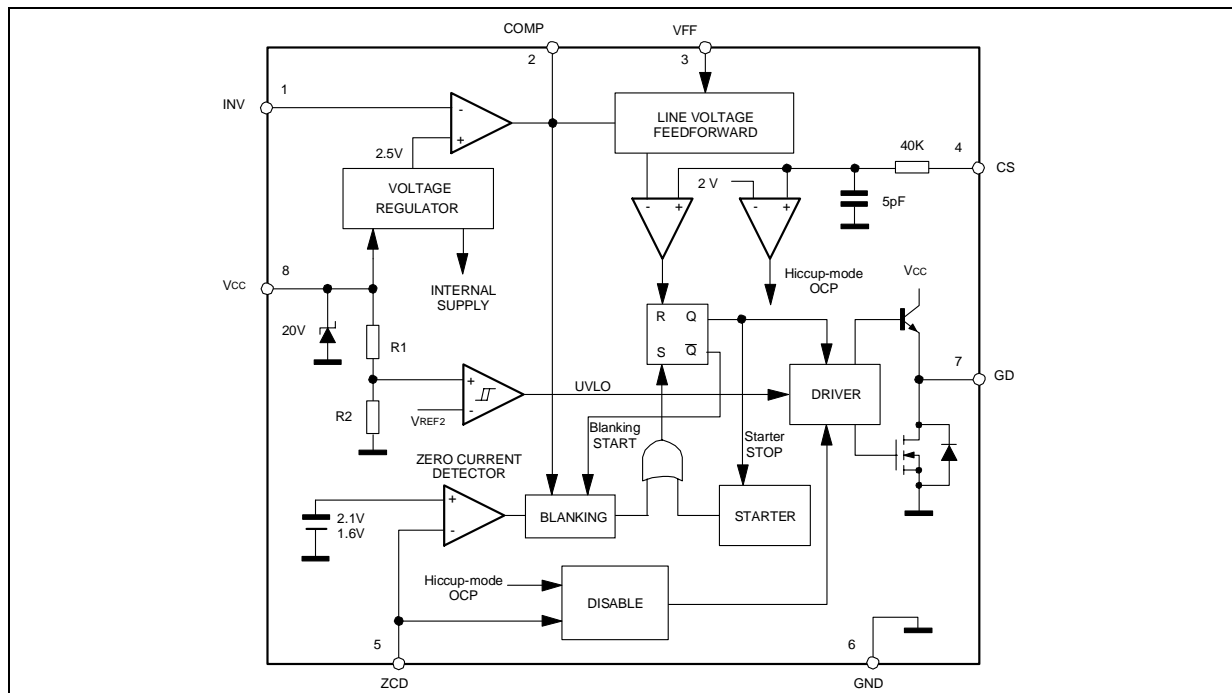 COMP
VFF
2
3
1
INV
-
+
LINE VOLTAGE
FEEDFORWARD
2.5V
40K
4
CS
VOLTAGE
REGULATOR
- +
2 V
- +
5pF
8
VCC
INTERNAL
SUPPLY
Hiccup-mode
OCP
VCC
20V
R1
R Q
S Q̅
7
GD
R2
+
-
VREF2
UVLO
DRIVER
Blanking
START
Starter
STOP
ZERO CURRENT
DETECTOR
+
-
2.1V
1.6V
BLANKING
STARTER
Hiccup-mode
OCP
DISABLE
5
6
ZCD
GND